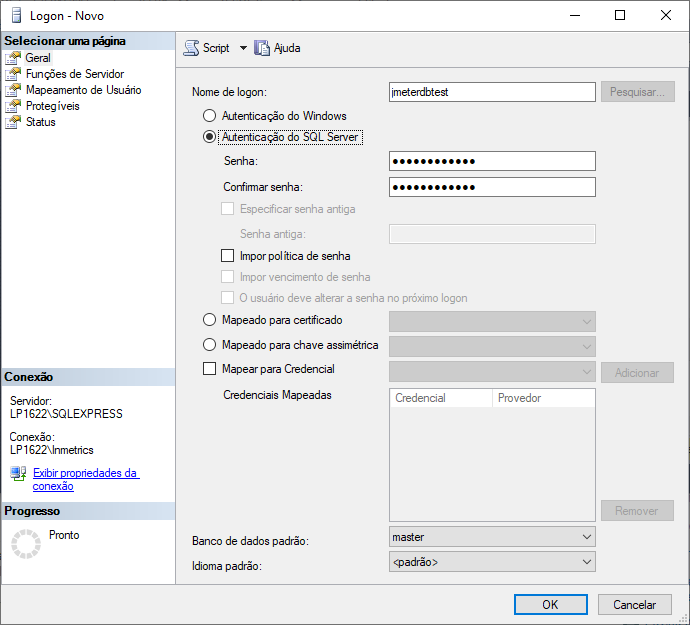 Logon - Novo
Selecionar uma página
Geral
Funções de Servidor
Mapeamento de Usuário
Protegíveis
Status
Script
Ajuda
Nome de logon: jmeterdbtest Pesquisar...
Autenticação do Windows
Autenticação do SQL Server
Senha: ●●●●●●●●●●●●
Confirmar senha: ●●●●●●●●●●●●
Especificar senha antiga
Senha antiga:
Impor política de senha
Impor vencimento de senha
O usuário deve alterar a senha no próximo logon
Mapeado para certificado
Mapeado para chave assimétrica
Mapear para Credencial Adicionar
Credenciais Mapeadas Credencial Provedor
Remover
Banco de dados padrão: master
Idioma padrão: <padrão>
Conexão
Servidor:
LP1622\SQLEXPRESS
Conexão:
LP1622\Inmetrics
Exibir propriedades da
conexão
Progresso
Pronto
OK Cancelar